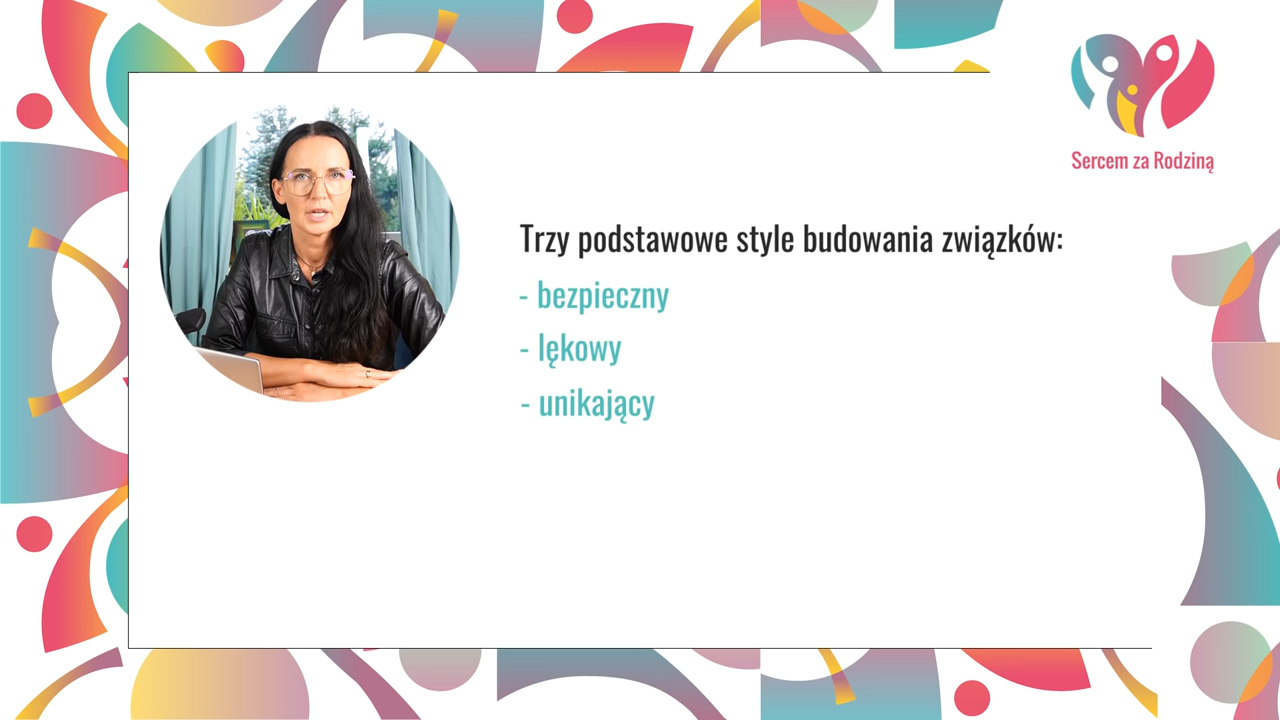 Sercem za Rodziną
Trzy podstawowe style budowania związków:
- bezpieczny
- lękowy
- unikający